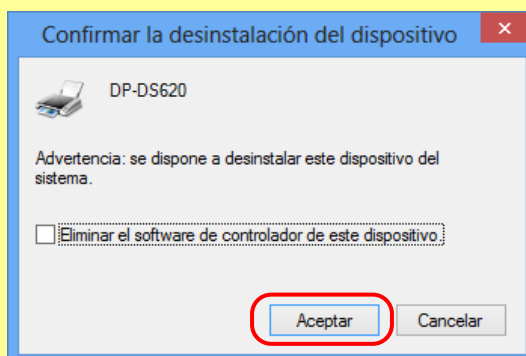 Confirmar la desinstalación del dispositivo
DP-DS620
Advertencia: se dispone a desinstalar este dispositivo del
sistema.
Eliminar el software de controlador de este dispositivo.
Aceptar
Cancelar